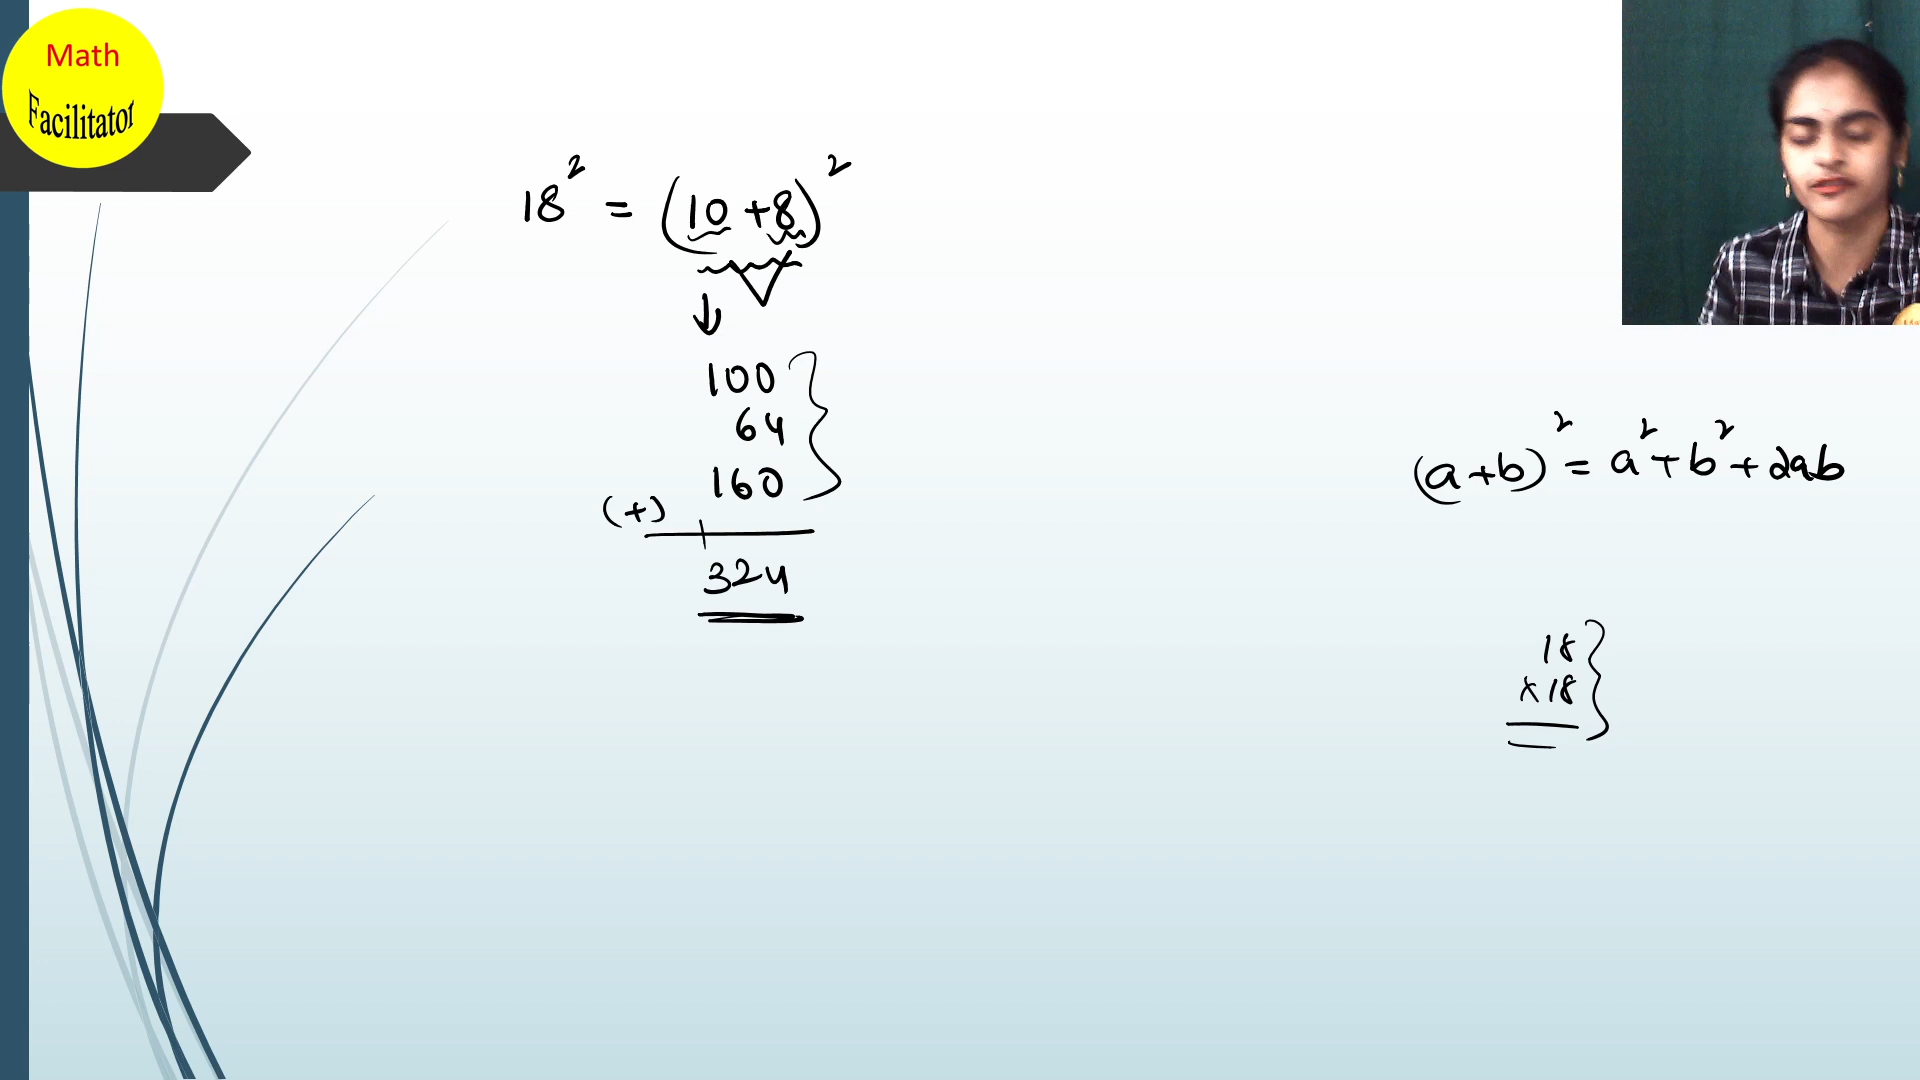 Math
Facilitator
18² = (10+8)²
100
64
160
(+)
324
(a+b)² = a²+b²+2ab
18
×18